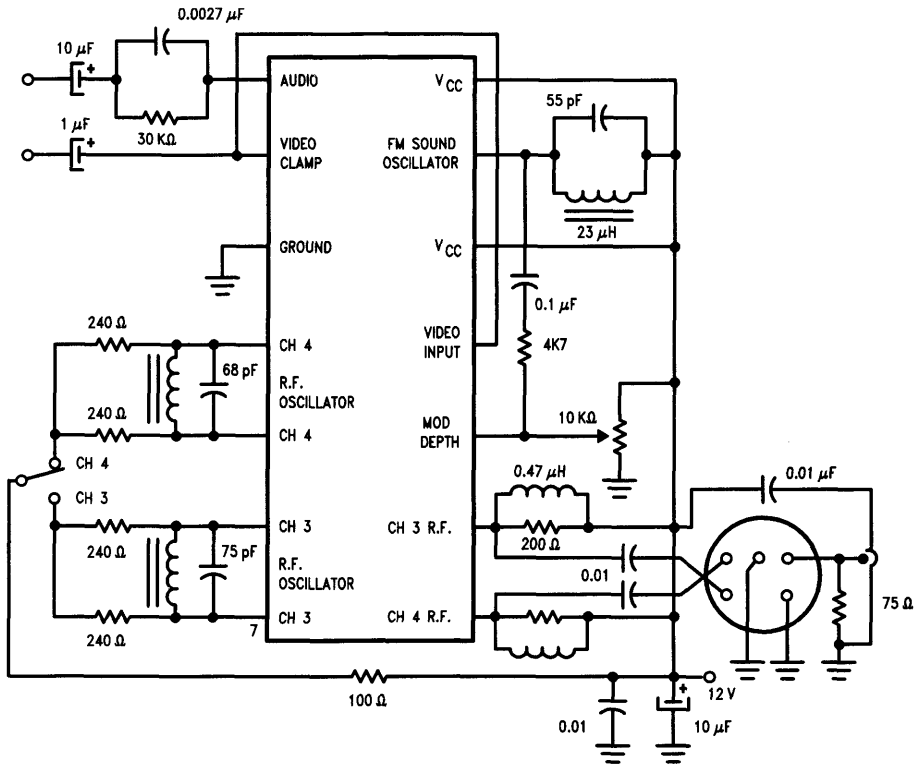 0.0027 µF
10 µF
+
30 KΩ
1 µF
+
AUDIO
VIDEO
CLAMP
GROUND
CH 4
R.F.
OSCILLATOR
CH 4
CH 3
R.F.
OSCILLATOR
CH 3
7
VCC
FM SOUND
OSCILLATOR
VCC
VIDEO
INPUT
MOD
DEPTH
CH 3 R.F.
CH 4 R.F.
240 Ω
68 pF
240 Ω
CH 4
CH 3
240 Ω
75 pF
240 Ω
55 pF
23 µH
0.1 µF
4K7
10 KΩ
0.47 µH
200 Ω
0.01 µF
0.01
75 Ω
100 Ω
0.01
+
12 V
10 µF